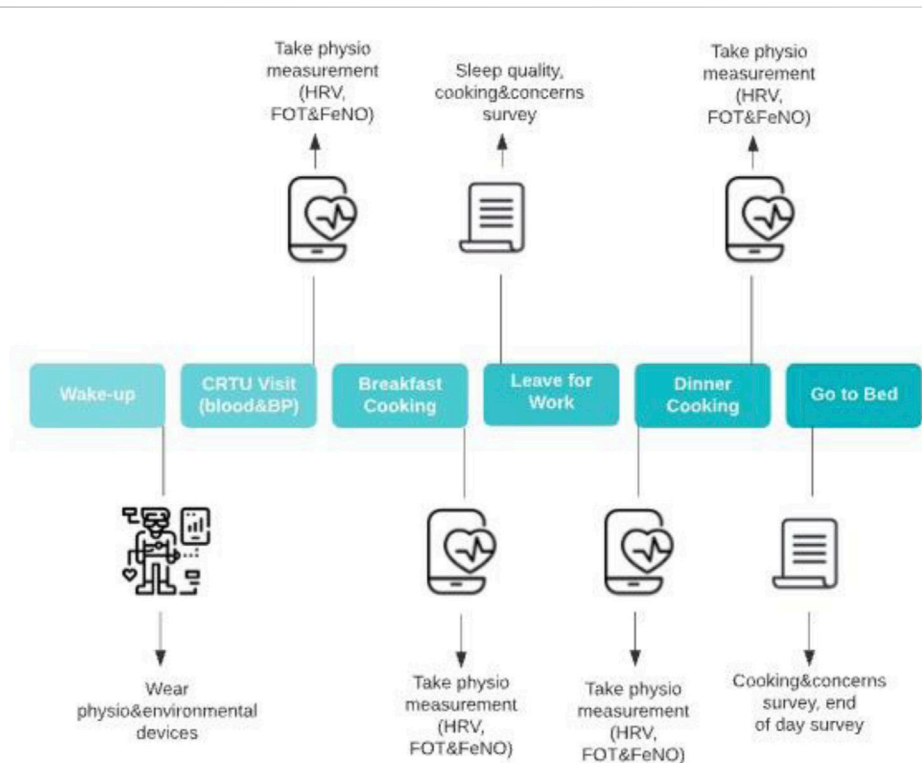 Take physio
measurement
(HRV,
FOT&FeNO)
Sleep quality,
cooking&concerns
survey
Take physio
measurement
(HRV,
FOT&FeNO)
Wake-up
CRTU Visit
(blood&BP)
Breakfast
Cooking
Leave for
Work
Dinner
Cooking
Go to Bed
Wear
physio&environmental
devices
Take physio
measurement
(HRV,
FOT&FeNO)
Take physio
measurement
(HRV,
FOT&FeNO)
Cooking&concerns
survey, end
of day survey